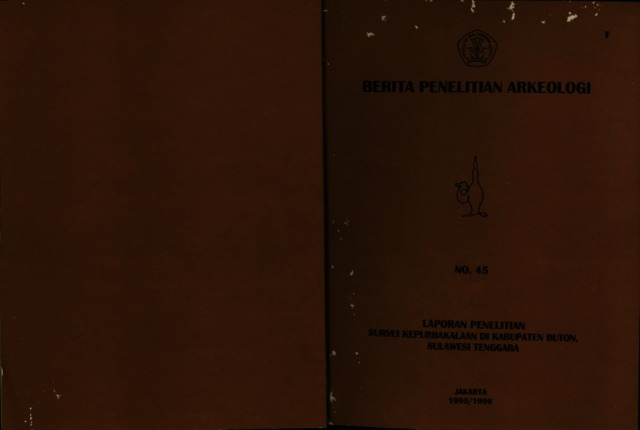 BERITA PENELITIAN ARKEOLOGI
NO. 45
LAPORAN PENELITIAN
SURVEI KEPURBAKALAAN DI KABUPATEN BUTON,
SULAWESI TENGGARA
JAKARTA
1995/1996